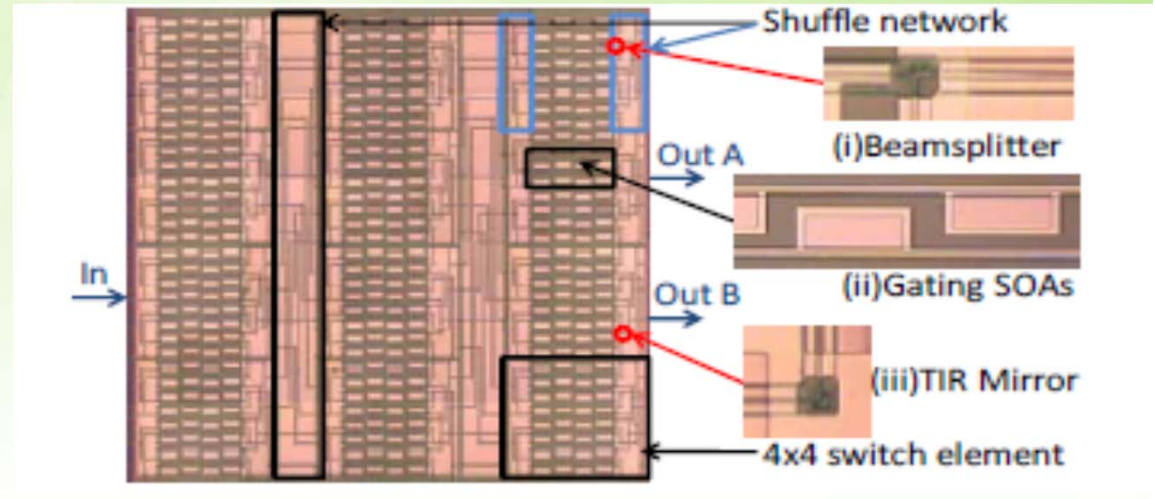 Shuffle network
(i)Beamsplitter
Out A
(ii)Gating SOAs
In
Out B
(iii)TIR Mirror
4x4 switch element